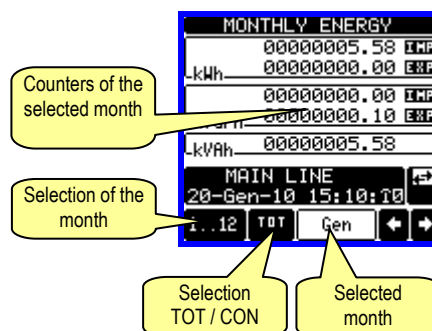 MONTHLY ENERGY
00000005.58 IMP
kWh 00000000.00 EXP
Counters of the
selected month
00000000.00 IMP
00000000.10 EXP
kVAh 00000005.58
Selection of the
month
MAIN LINE
20-Gen-10 15:10:10
1..12 TOT Gen
Selection
TOT / CON
Selected
month